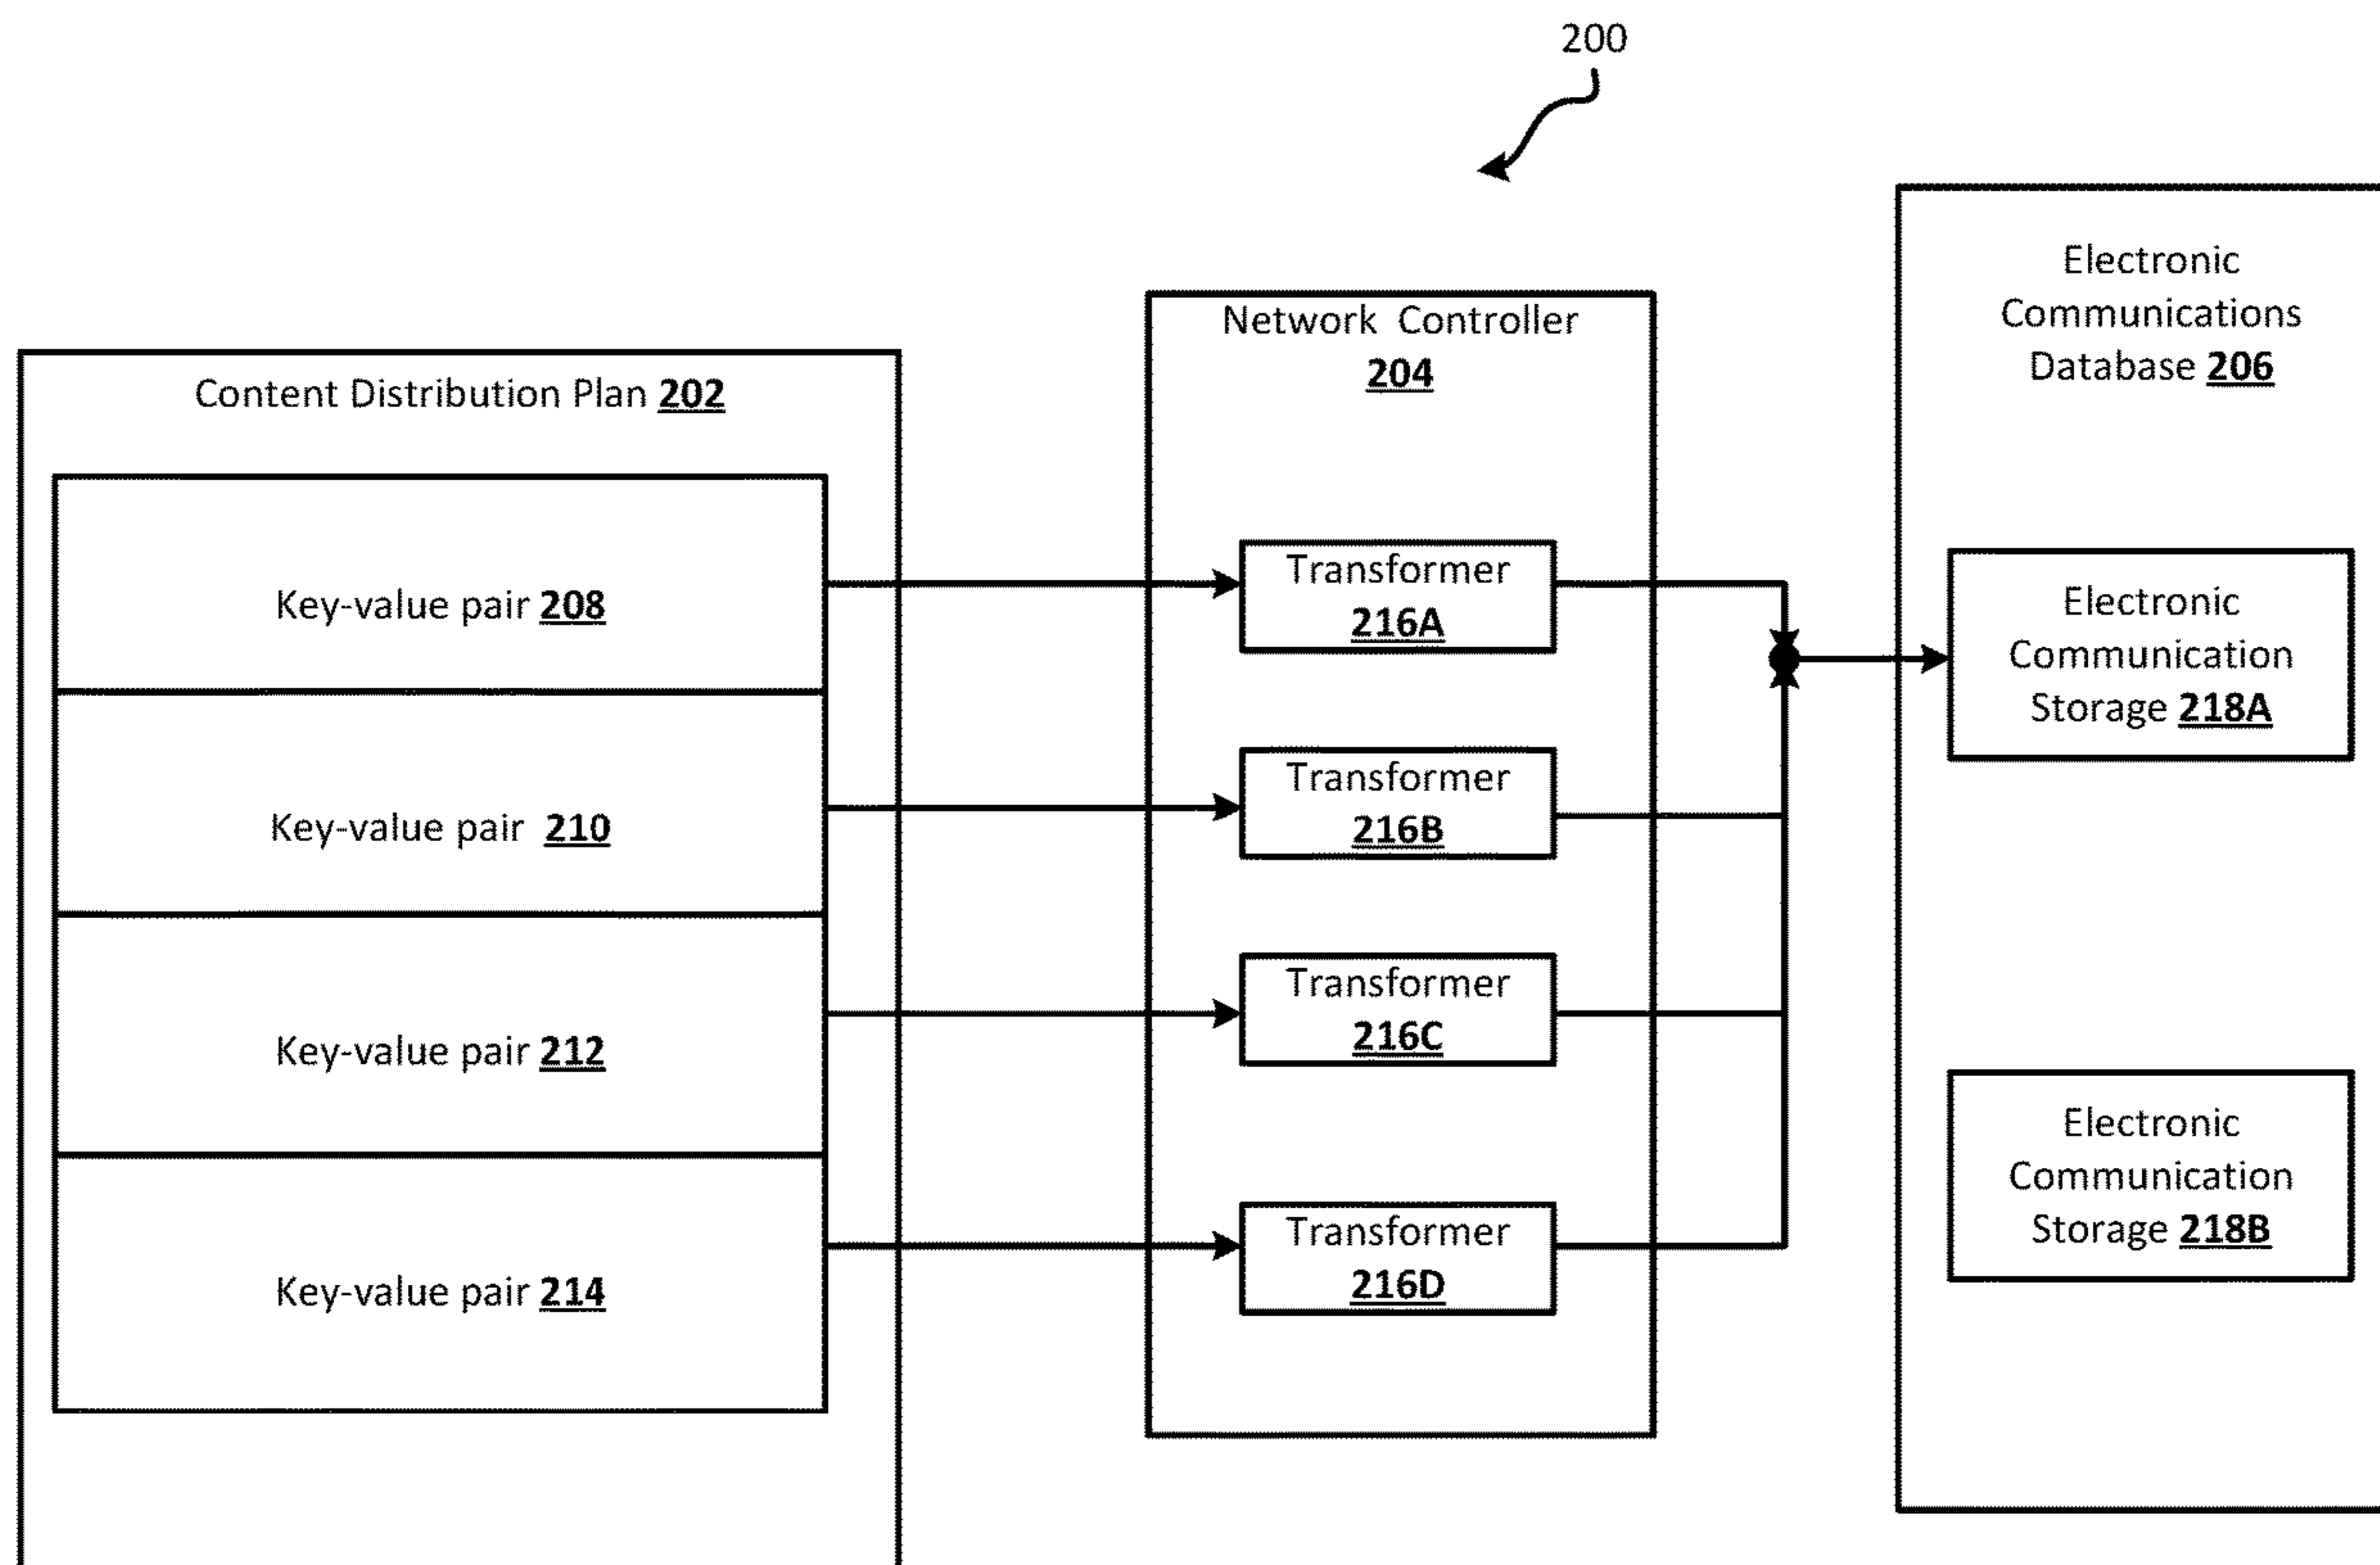 200
Content Distribution Plan 202
Key-value pair 208
Key-value pair 210
Key-value pair 212
Key-value pair 214
Network Controller
204
Transformer
216A
Transformer
216B
Transformer
216C
Transformer
216D
Electronic
Communications
Database 206
Electronic
Communication
Storage 218A
Electronic
Communication
Storage 218B